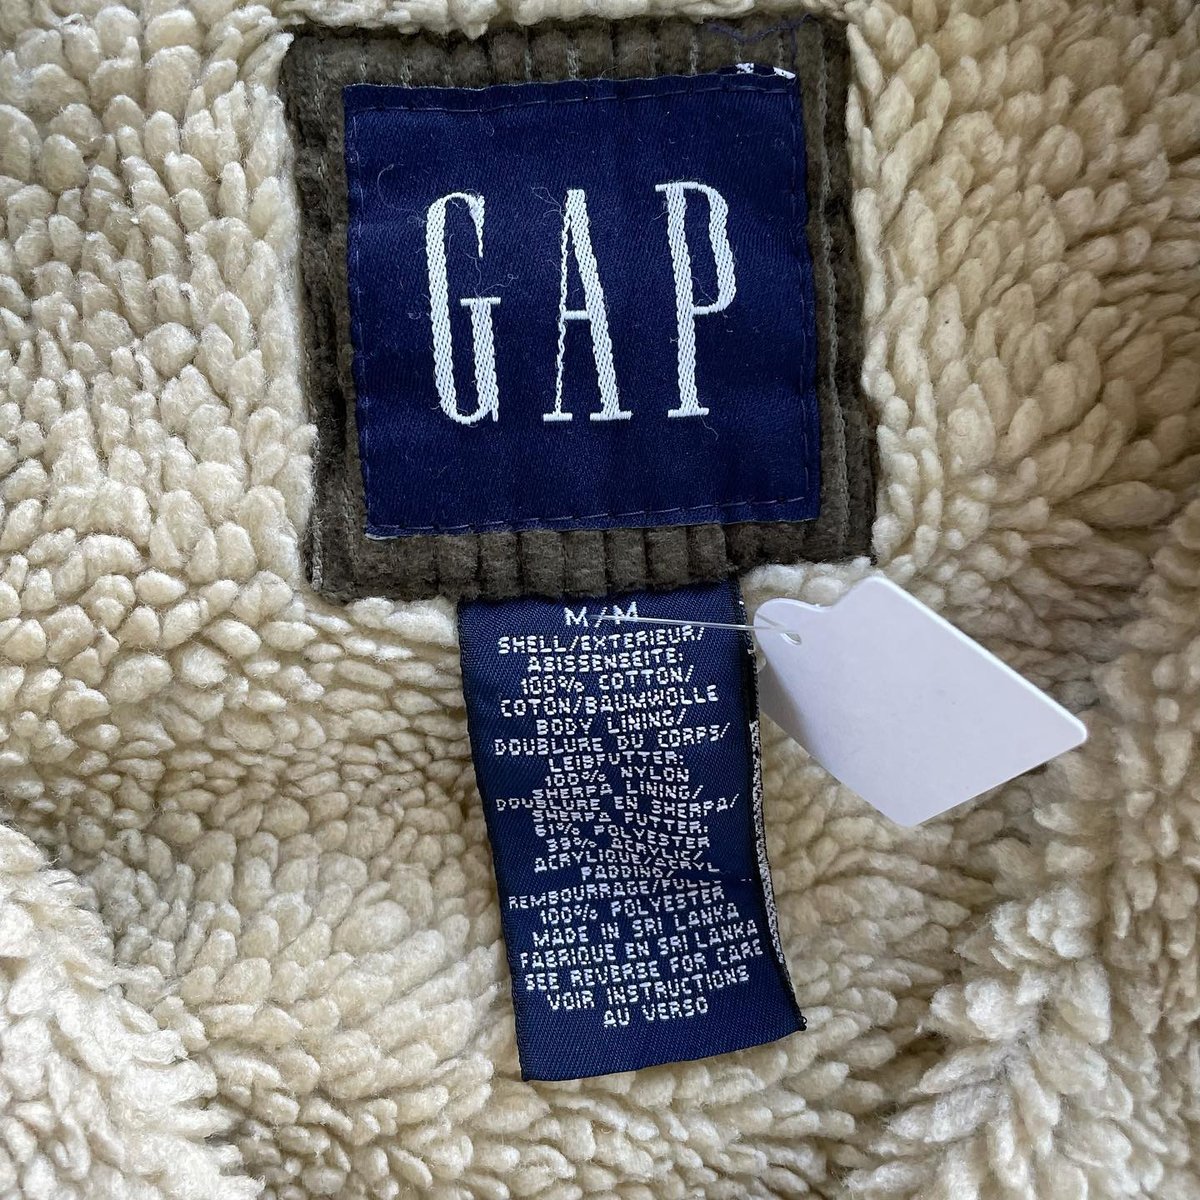 GAP
M/M
SHELL/EXTERIEUR/
ASISSENSEITE,
100% COTTON/
COTON/BAUMWOLLE
BODY LINING/
DOUBLURE DU CORPS/
LEIBFUTTER:
100% NYLON
SHERPA LINING/
DOUBLURE EN SHERPA/
SHERPA FUTTER:
61% POLYESTER
39% ACRYLIC/
ACRYLIQUE/ACRYL
PADDING/
REMBOURRAGE/FULL
100% POLYESTER
MADE IN SRI LANKA
FABRIQUE EN SRI LANKA
SEE REVERSE FOR CARE
VOIR INSTRUCTIONS
AU VERSO